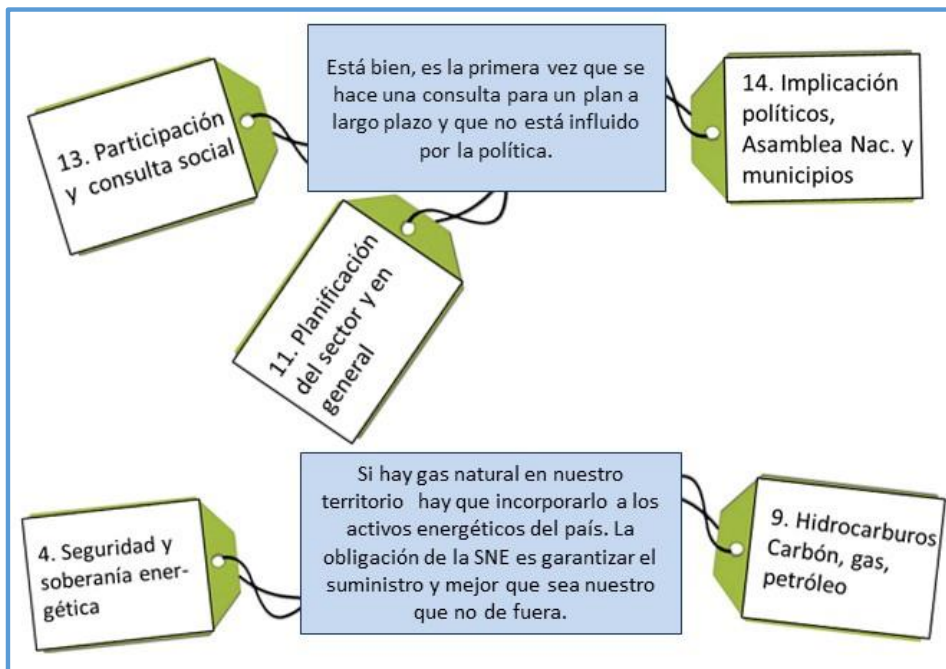 Está bien, es la primera vez que se
hace una consulta para un plan a
largo plazo y que no está influido
por la política.
13. Participación
y consulta social
14. Implicación
políticos,
Asamblea Nac. y
municipios
11. Planificación
del sector y en
general
Si hay gas natural en nuestro
territorio hay que incorporarlo a los
activos energéticos del país. La
obligación de la SNE es garantizar el
suministro y mejor que sea nuestro
que no de fuera.
4. Seguridad y
soberanía ener-
gética
9. Hidrocarburos
Carbón, gas,
petróleo